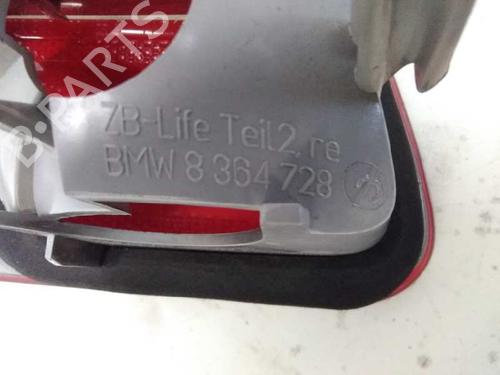 B-PARTS
ZB-Life Teil2, re
BMW 8 364 728